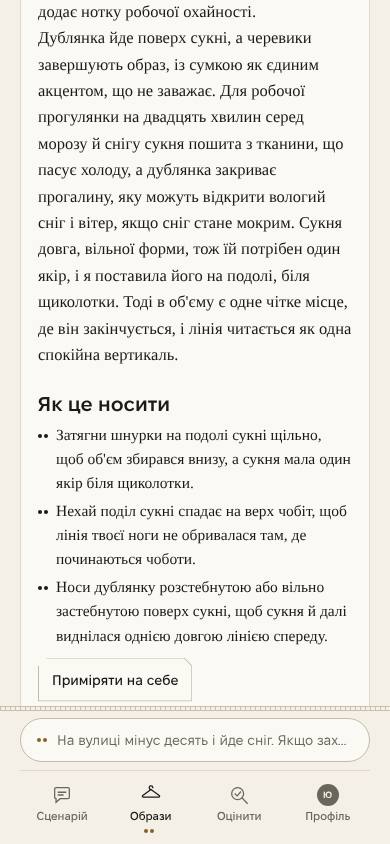 додає нотку робочої охайності.
Дублянка йде поверх сукні, а черевики
завершують образ, із сумкою як єдиним
акцентом, що не заважає. Для робочої
прогулянки на двадцять хвилин серед
морозу й снігу сукня пошита з тканини, що
пасує холоду, а дублянка закриває
прогалину, яку можуть відкрити вологий
сніг і вітер, якщо сніг стане мокрим. Сукня
довга, вільної форми, тож їй потрібен один
якір, і я поставила його на подолі, біля
щиколотки. Тоді в об'єму є одне чітке місце,
де він закінчується, і лінія читається як одна
спокійна вертикаль.
Як це носити
•• Затягни шнурки на подолі сукні щільно,
щоб об'єм збирався внизу, а сукня мала один
якір біля щиколотки.
•• Нехай поділ сукні спадає на верх чобіт, щоб
лінія твоєї ноги не обривалася там, де
починаються чоботи.
•• Носи дублянку розстебнутою або вільно
застебнутою поверх сукні, щоб сукня й далі
виднілася однією довгою лінією спереду.
Приміряти на себе
•• На вулиці мінус десять і йде сніг. Якщо зах...
Сценарій
Образи
Оцінити
Ю
Профіль